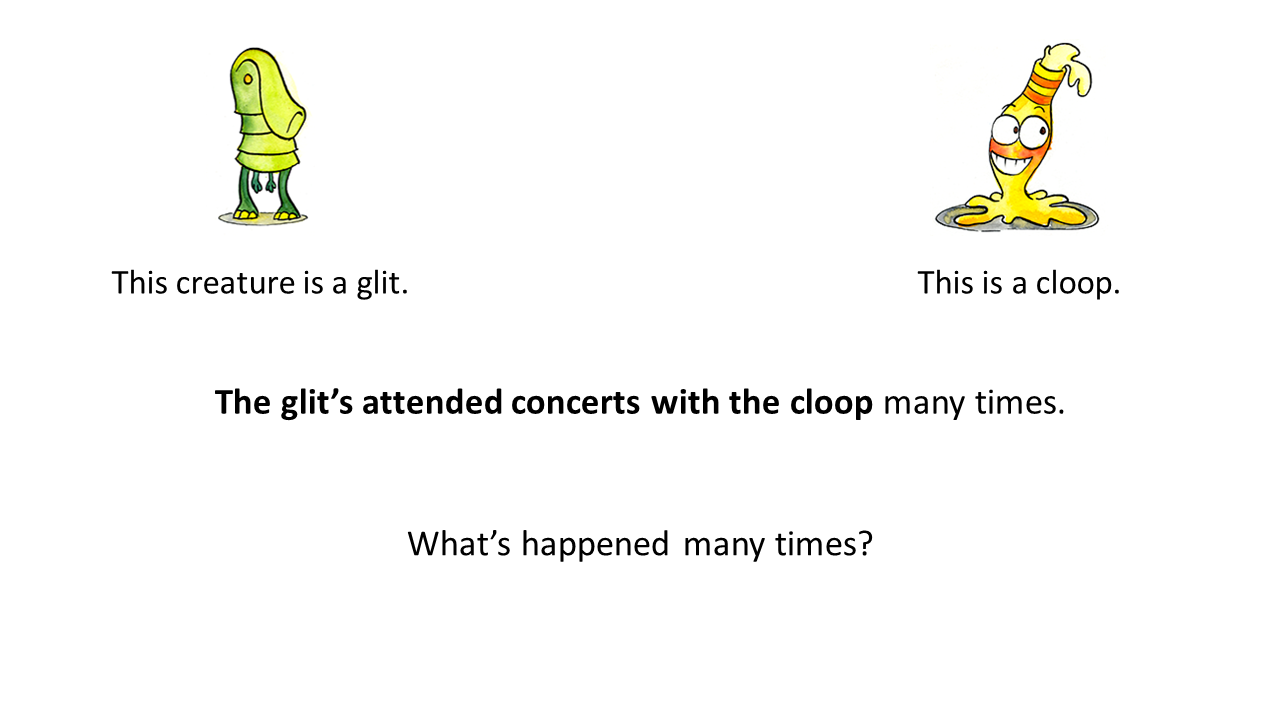 This creature is a glit.
This is a cloop.
The glit’s attended concerts with the cloop many times.
What’s happened many times?